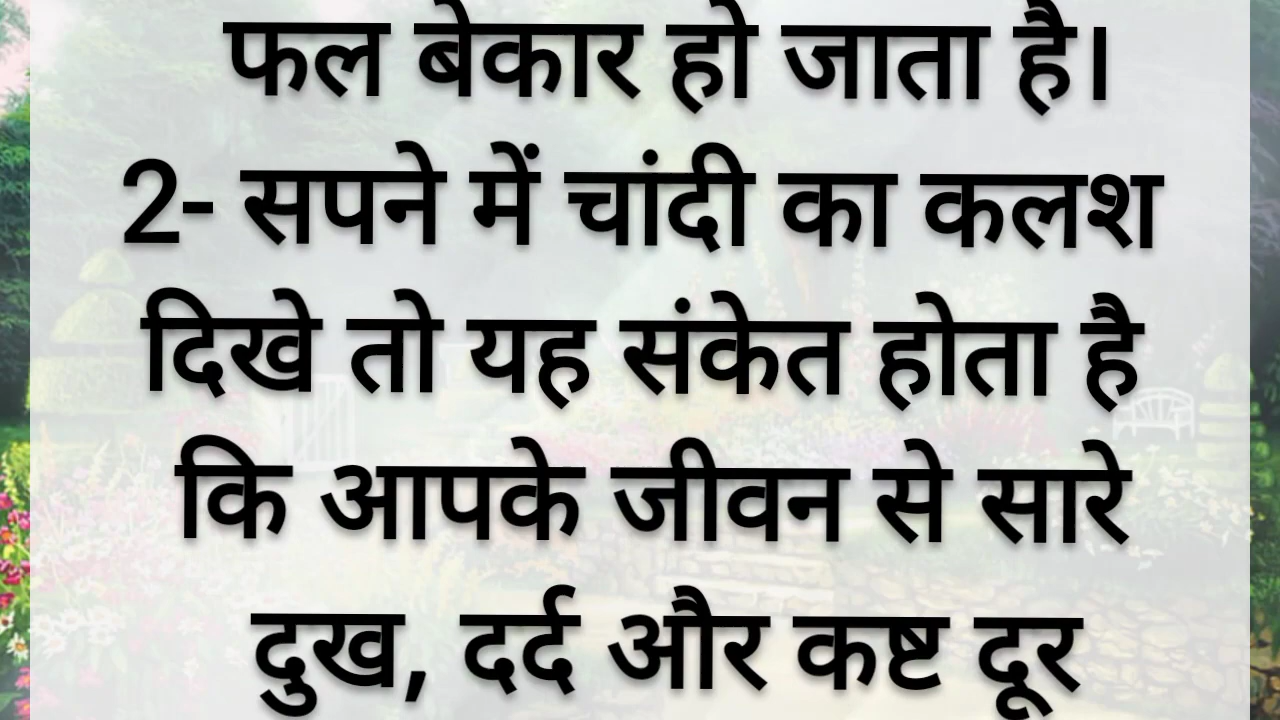 फल बेकार हो जाता है।
2- सपने में चांदी का कलश
दिखे तो यह संकेत होता है
कि आपके जीवन से सारे
दुख, दर्द और कष्ट दूर